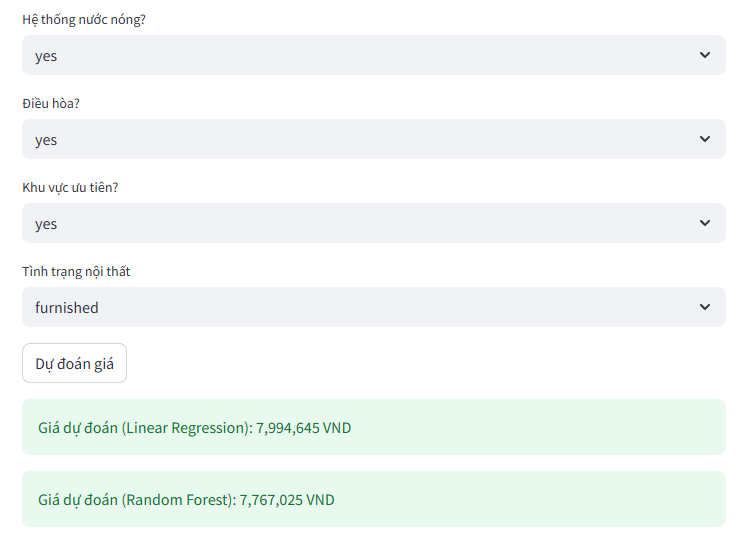 Hệ thống nước nóng?
yes
Điều hòa?
yes
Khu vực ưu tiên?
yes
Tình trạng nội thất
furnished
Dự đoán giá
Giá dự đoán (Linear Regression): 7,994,645 VND
Giá dự đoán (Random Forest): 7,767,025 VND